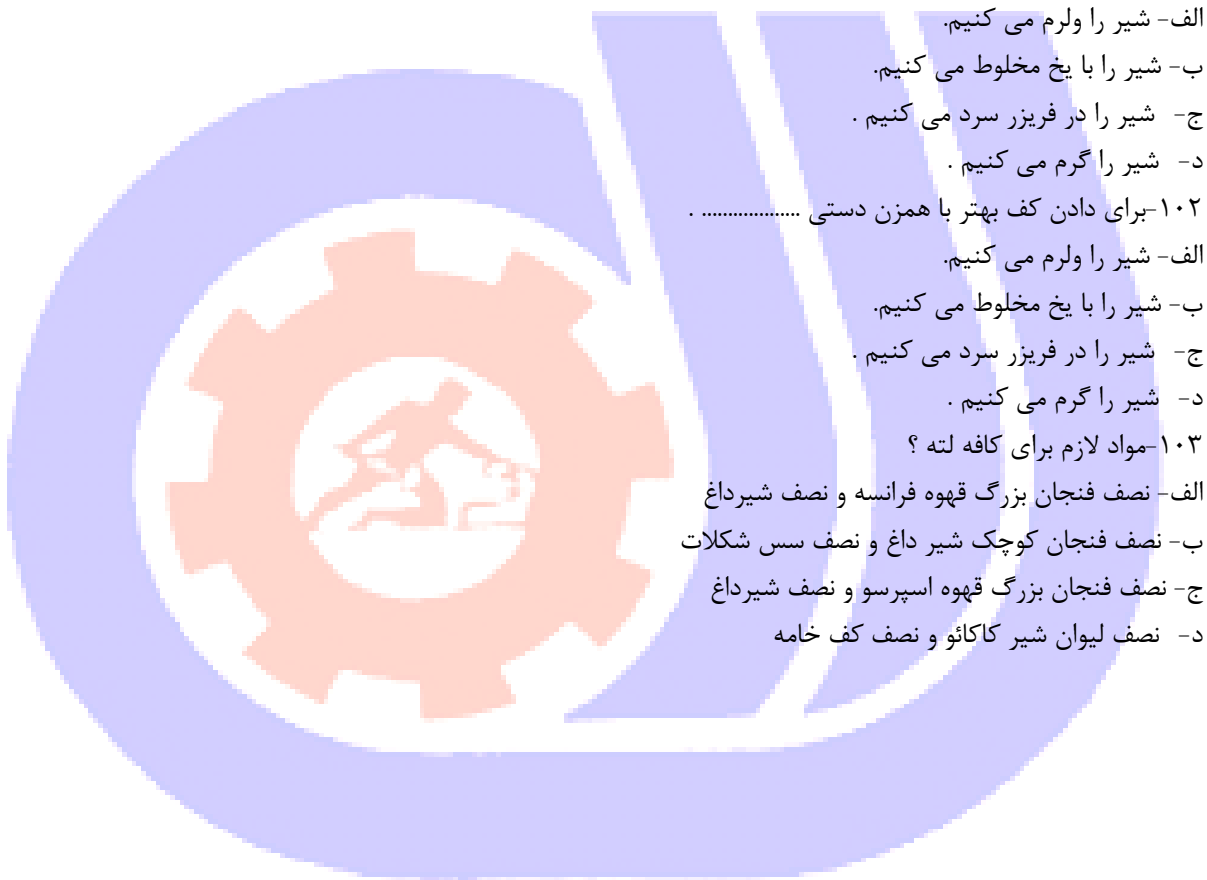 الف- شیر را ولرم می کنیم.
ب- شیر را با یخ مخلوط می کنیم.
ج- شیر را در فریزر سرد می کنیم .
د- شیر را گرم می کنیم .
۱۰۲-برای دادن کف بهتر با همزن دستی ................... .
الف- شیر را ولرم می کنیم.
ب- شیر را با یخ مخلوط می کنیم.
ج- شیر را در فریزر سرد می کنیم .
د- شیر را گرم می کنیم .
۱۰۳-مواد لازم برای کافه لته ؟
الف- نصف فنجان بزرگ قهوه فرانسه و نصف شیرداغ
ب- نصف فنجان کوچک شیر داغ و نصف سس شکلات
ج- نصف فنجان بزرگ قهوه اسپرسو و نصف شیرداغ
د- نصف لیوان شیر کاکائو و نصف کف خامه